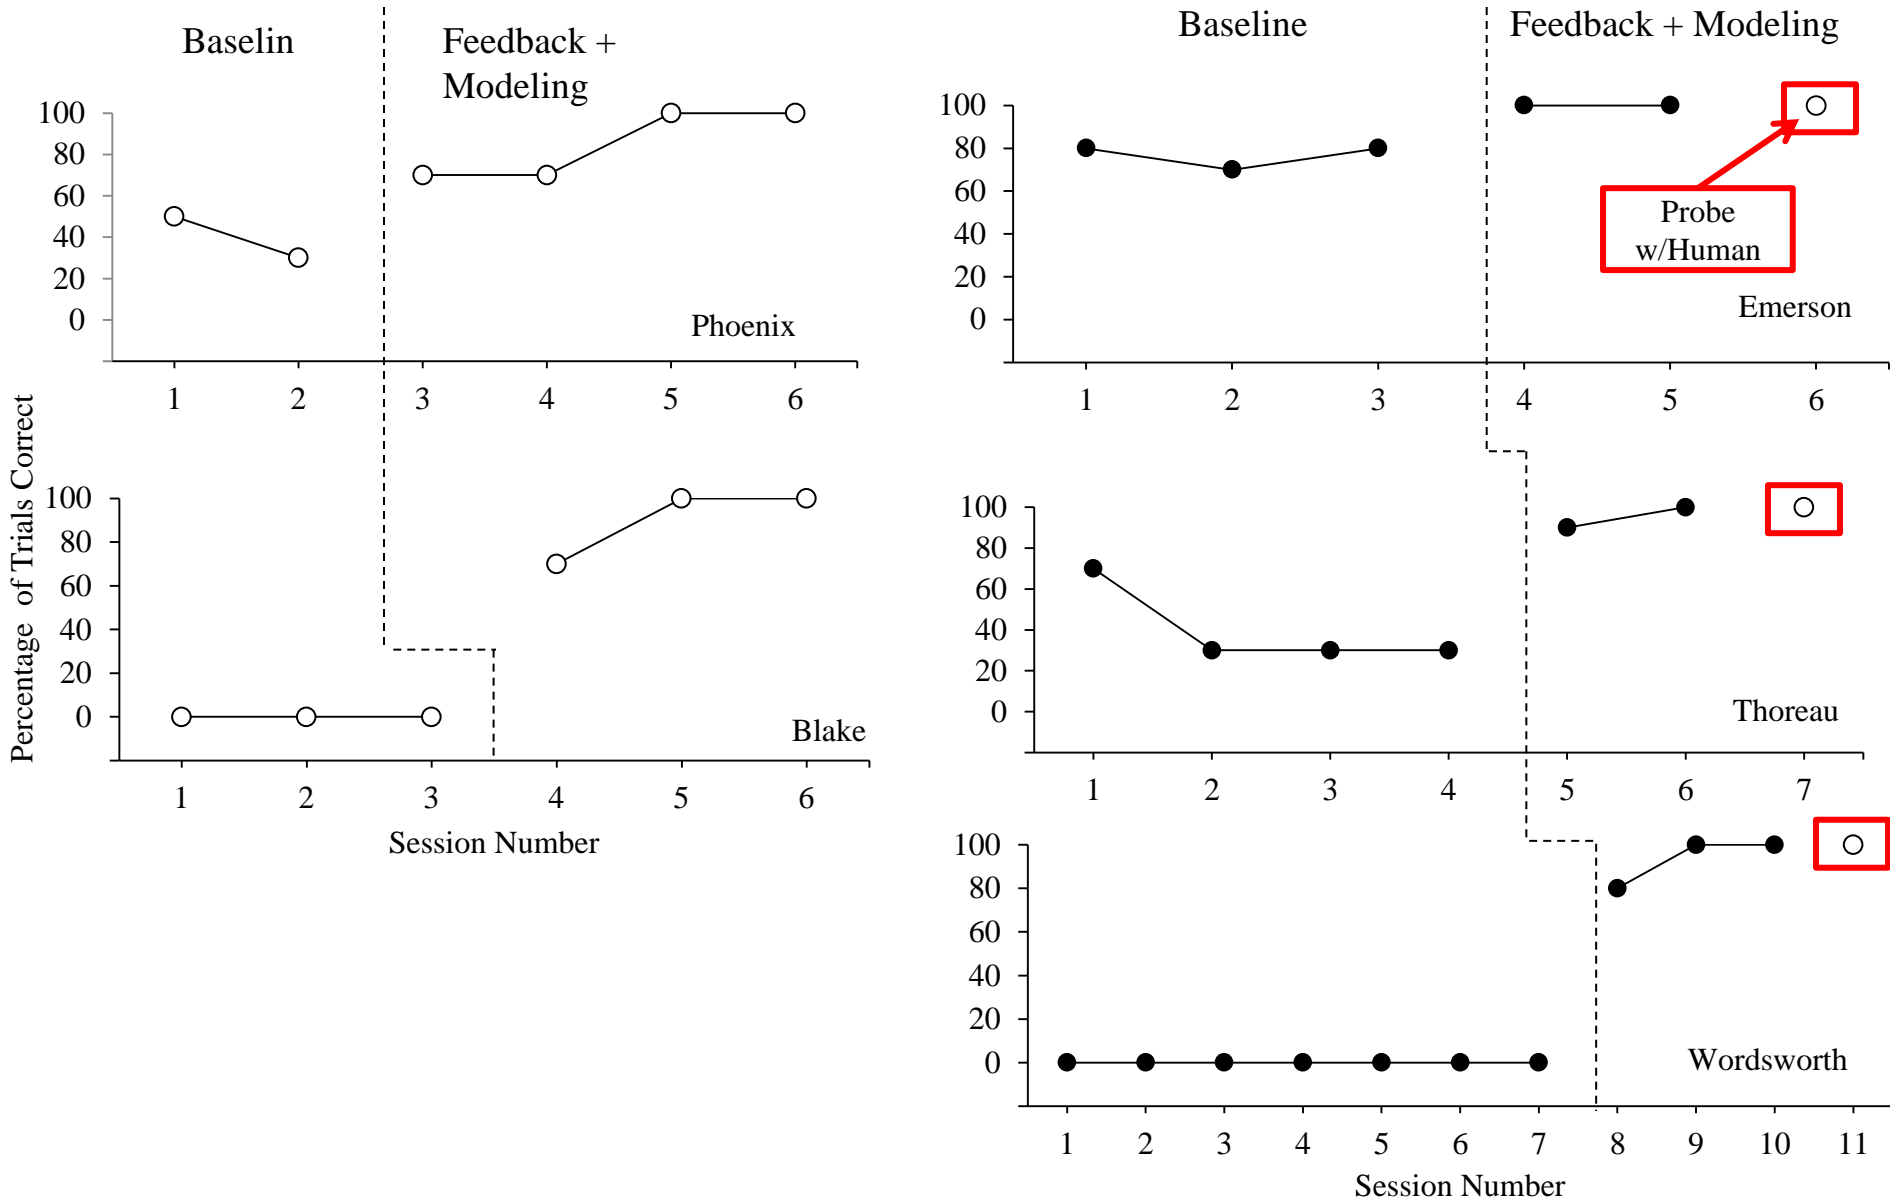 Baselin
Feedback +
Modeling
100
80
60
40
20
0
Phoenix
1 2 3 4 5 6
Percentage of Trials Correct
100
80
60
40
20
0
Blake
1 2 3 4 5 6
Session Number
Baseline
Feedback + Modeling
100
80
60
40
20
0
Probe
w/Human
Emerson
1 2 3 4 5 6
100
80
60
40
20
0
Thoreau
1 2 3 4 5 6 7
100
80
60
40
20
0
Wordsworth
1 2 3 4 5 6 7 8 9 10 11
Session Number